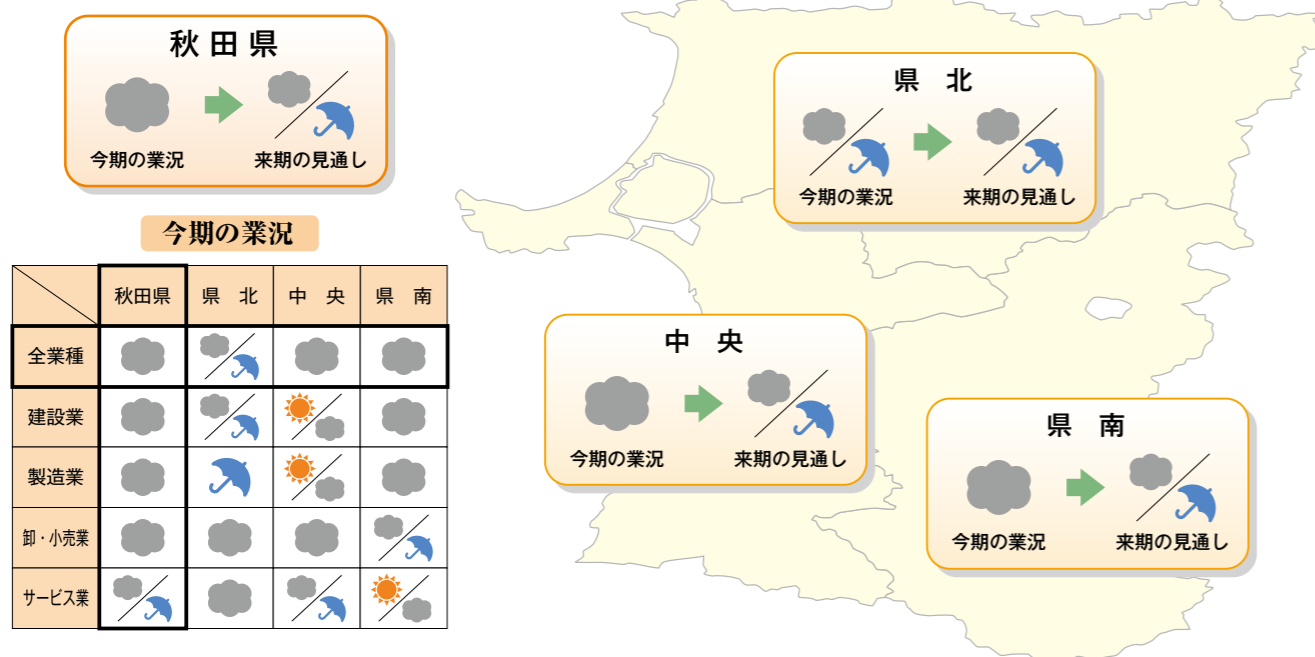 秋田県
今期の業況 来期の見通し
県 北
今期の業況 来期の見通し
今期の業況
秋田県 県 北 中 央 県 南
全業種
建設業
製造業
卸・小売業
サービス業
中 央
今期の業況 来期の見通し
県 南
今期の業況 来期の見通し